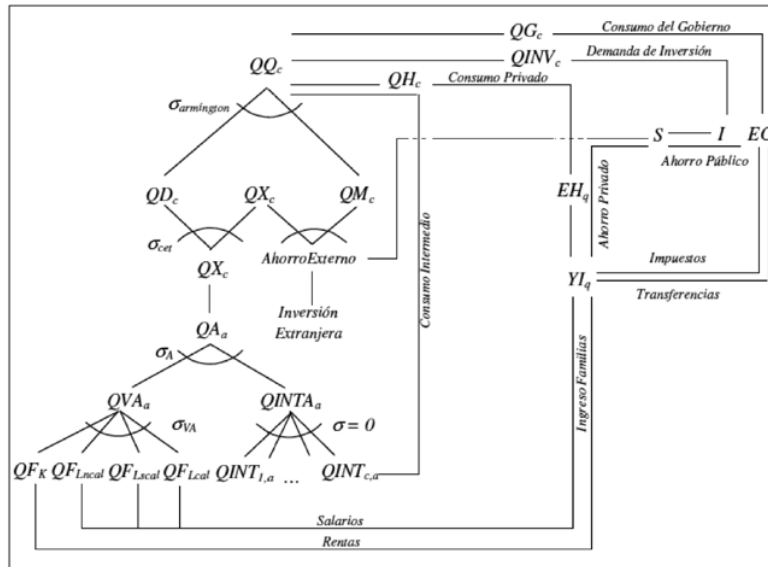 QG_c Consumo del Gobierno
QQ_c QINV_c Demanda de Inversión
QH_c Consumo Privado
σ_armington
S I EG
Ahorro Público
QD_c QX_c QM_c
EH_q
Ahorro Privado
σ_cet
AhorroExterno
QX_c
Impuestos
YI_q
Transferencias
Consumo Intermedio
Inversión
Extranjera
QA_a
σ_A
Ingreso Familias
QVA_a QINTA_a
σ_VA σ = 0
QF_K QF_Lncal QF_Lscal QF_Lcal QINT_1,a ... QINT_c,a
Salarios
Rentas